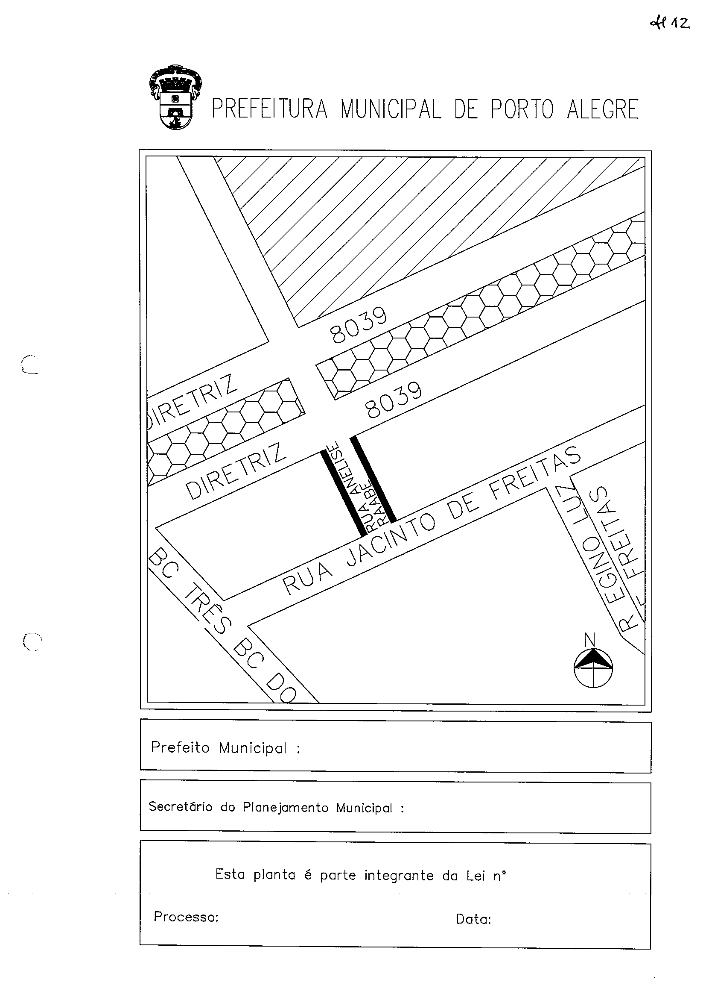 12
PREFEITURA MUNICIPAL DE PORTO ALEGRE
8039
DIRETRIZ
8039
DIRETRIZ
RUA ANELISE
RAABE
RUA JACINTO DE FREITAS
R EGINO LUZ
F FREITAS
BC TRÊS
BC DO
N
Prefeito Municipal :
Secretário do Planejamento Municipal :
Esta planta é parte integrante da Lei nº
Processo:
Data: